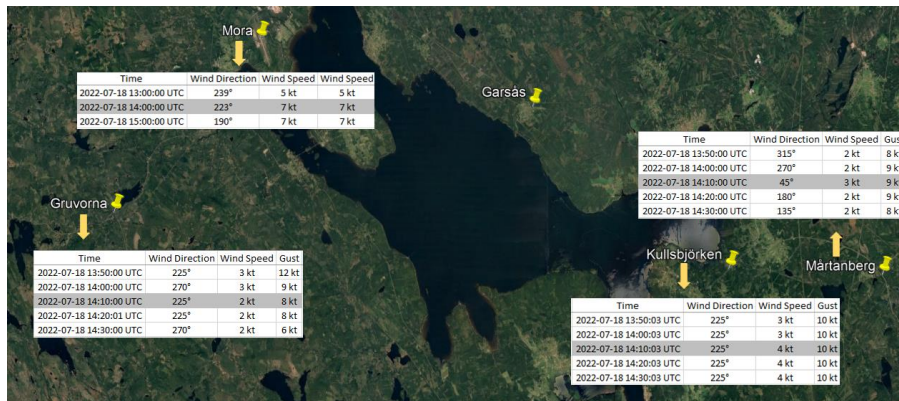 Mora
Time Wind Direction Wind Speed Wind Speed
2022-07-18 13:00:00 UTC 239° 5 kt 5 kt
2022-07-18 14:00:00 UTC 223° 7 kt 7 kt
2022-07-18 15:00:00 UTC 190° 7 kt 7 kt
Garsås
Time Wind Direction Wind Speed Gus
2022-07-18 13:50:00 UTC 315° 2 kt 8 k
2022-07-18 14:00:00 UTC 270° 2 kt 9 k
2022-07-18 14:10:00 UTC 45° 3 kt 9 k
2022-07-18 14:20:00 UTC 180° 2 kt 9 k
2022-07-18 14:30:00 UTC 135° 2 kt 8 k
Gruvorna
Time Wind Direction Wind Speed Gust
2022-07-18 13:50:00 UTC 225° 3 kt 12 kt
2022-07-18 14:00:00 UTC 270° 3 kt 9 kt
2022-07-18 14:10:00 UTC 225° 2 kt 8 kt
2022-07-18 14:20:01 UTC 225° 2 kt 8 kt
2022-07-18 14:30:00 UTC 270° 2 kt 6 kt
Kullsbjörken
Mårtanberg
Time Wind Direction Wind Speed Gust
2022-07-18 13:50:03 UTC 225° 3 kt 10 kt
2022-07-18 14:00:03 UTC 225° 3 kt 10 kt
2022-07-18 14:10:03 UTC 225° 4 kt 10 kt
2022-07-18 14:20:03 UTC 225° 4 kt 10 kt
2022-07-18 14:30:03 UTC 225° 4 kt 10 kt